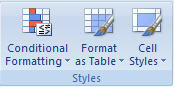 Conditional Formatting
Format as Table
Cell Styles
Styles